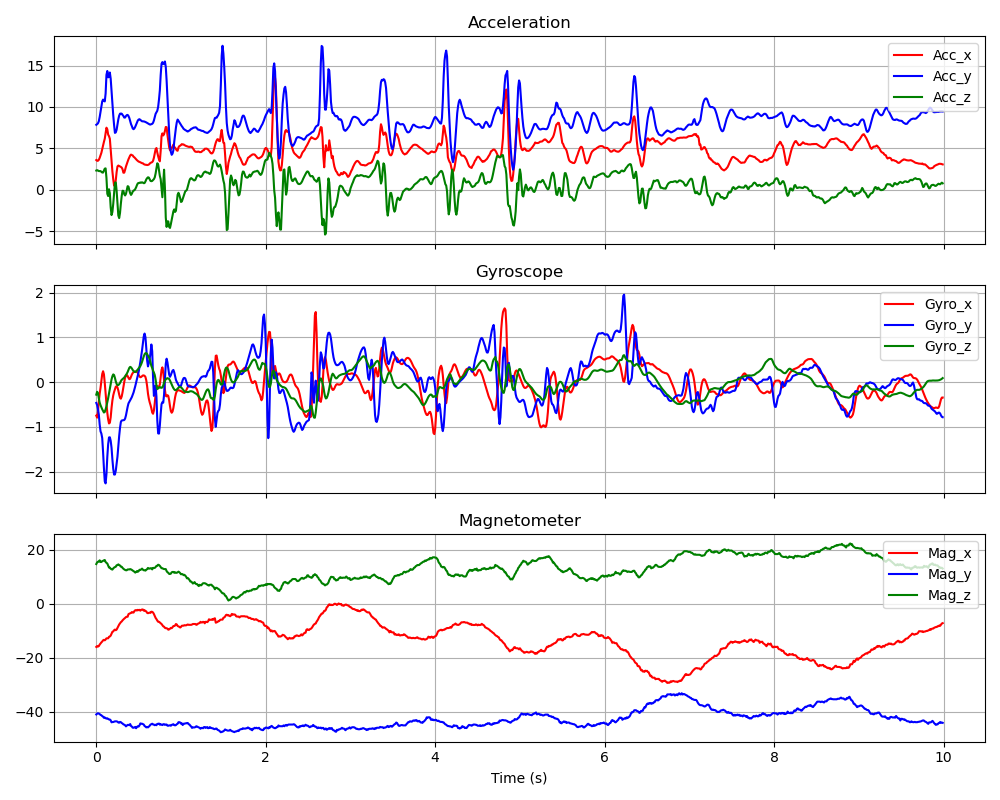 Acceleration
15
10
5
0
−5
Acc_x
Acc_y
Acc_z
Gyroscope
2
1
0
−1
−2
Gyro_x
Gyro_y
Gyro_z
Magnetometer
20
0
−20
−40
Mag_x
Mag_y
Mag_z
0 2 4 6 8 10
Time (s)